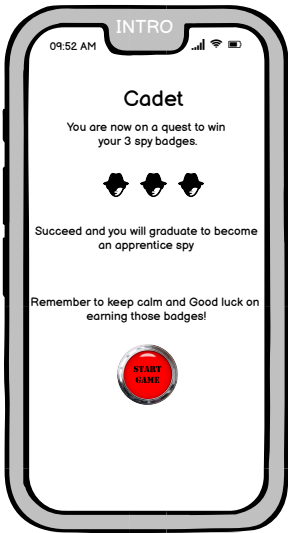 INTRO
09:52 AM
Cadet
You are now on a quest to win
your 3 spy badges.
Succeed and you will graduate to become
an apprentice spy
Remember to keep calm and Good luck on
earning those badges!
START
GAME